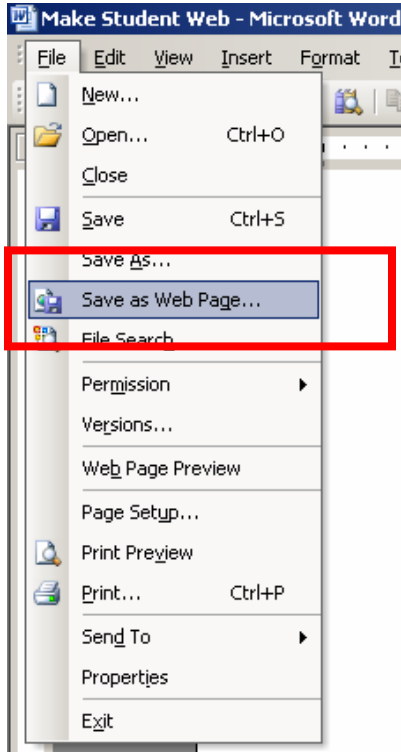 Make Student Web - Microsoft Word
File Edit View Insert Format
New...
Open... Ctrl+O
Close
Save Ctrl+S
Save As...
Save as Web Page...
File Search...
Permission
Versions...
Web Page Preview
Page Setup...
Print Preview
Print... Ctrl+P
Send To
Properties
Exit